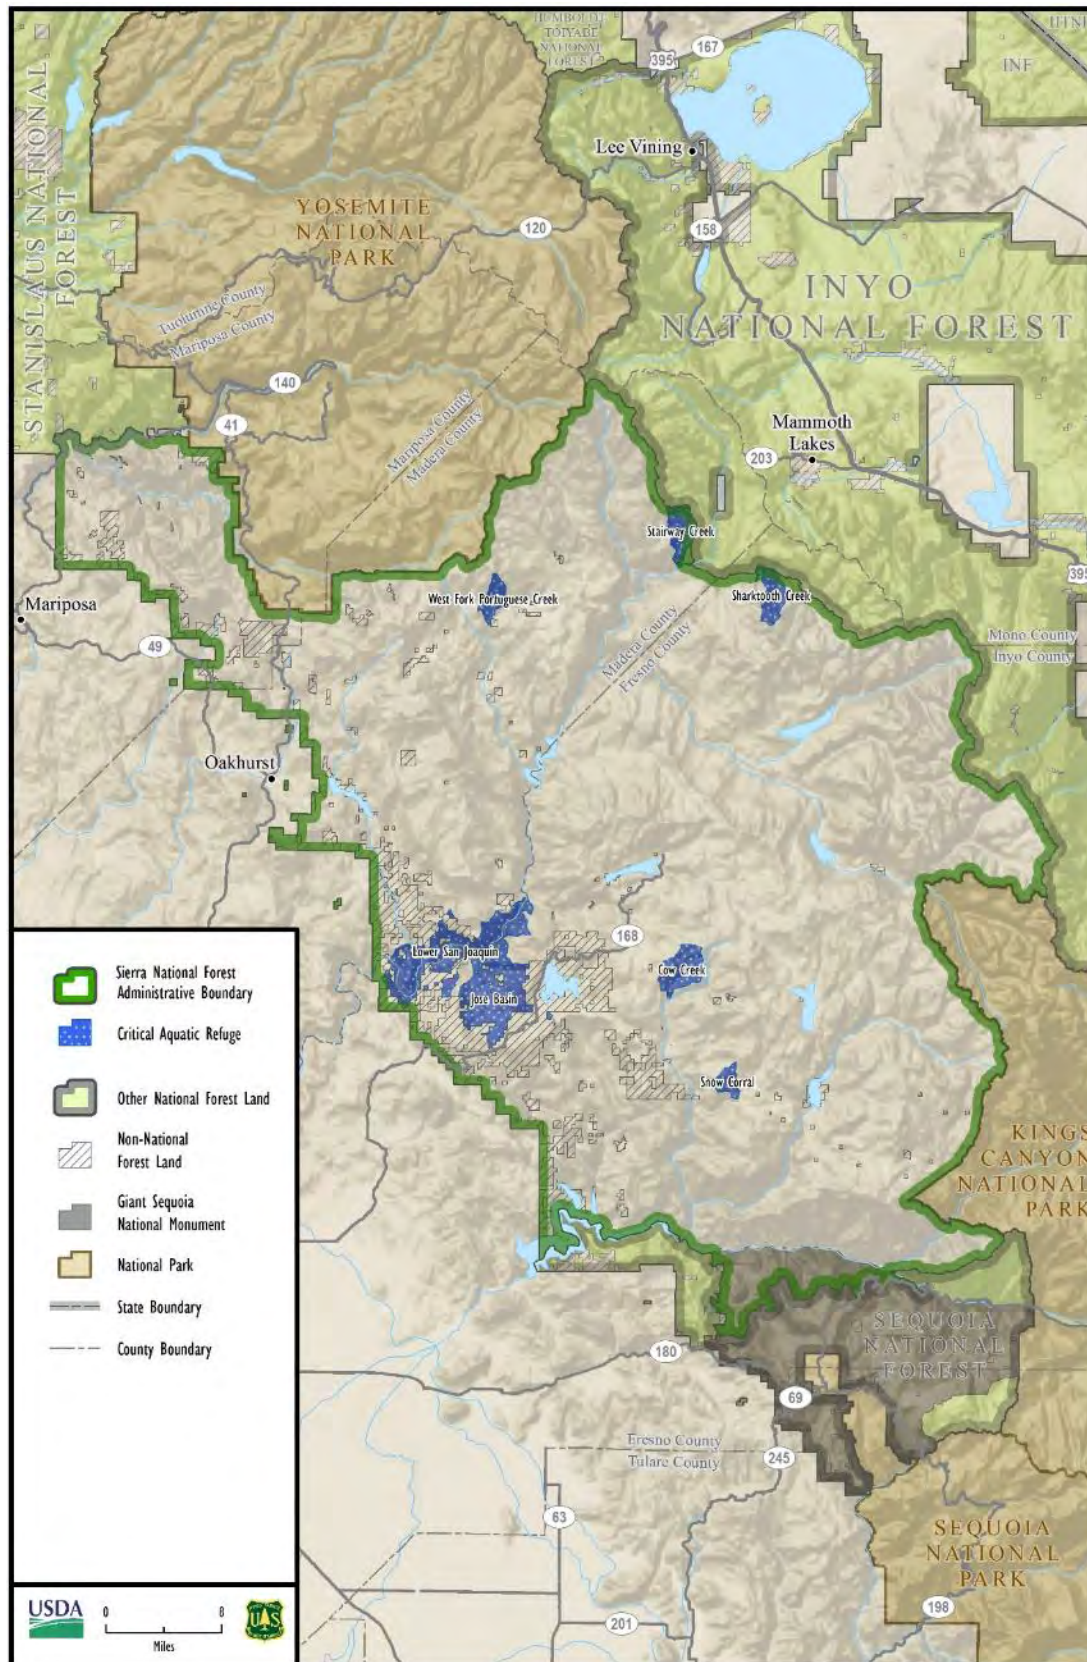 HUMBOLDT
TOIYABE
NATIONAL
FOREST
395
167
INF
STANISLAUS NATIONAL
FOREST
Lee Vining
YOSEMITE
NATIONAL
PARK
120
158
INYO
NATIONAL FOREST
Tuolumne County
Mariposa County
140
41
Mariposa County
Madera County
Mammoth
Lakes
203
Stairway Creek
395
West Fork Portuguese Creek
Sharktooth Creek
Mariposa
49
Madera County
Fresno County
Mono County
Inyo County
Oakhurst
168
Lower San Joaquin
Cow Creek
Jose Basin
Snow Corral
KINGS
CANYON
NATIONAL
PARK
SEQUOIA
NATIONAL
FOREST
180
69
Fresno County
Tulare County
245
63
SEQUOIA
NATIONAL
PARK
198
201
Sierra National Forest
Administrative Boundary
Critical Aquatic Refuge
Other National Forest Land
Non-National
Forest Land
Giant Sequoia
National Monument
National Park
State Boundary
County Boundary
USDA
0 8
Miles
U S